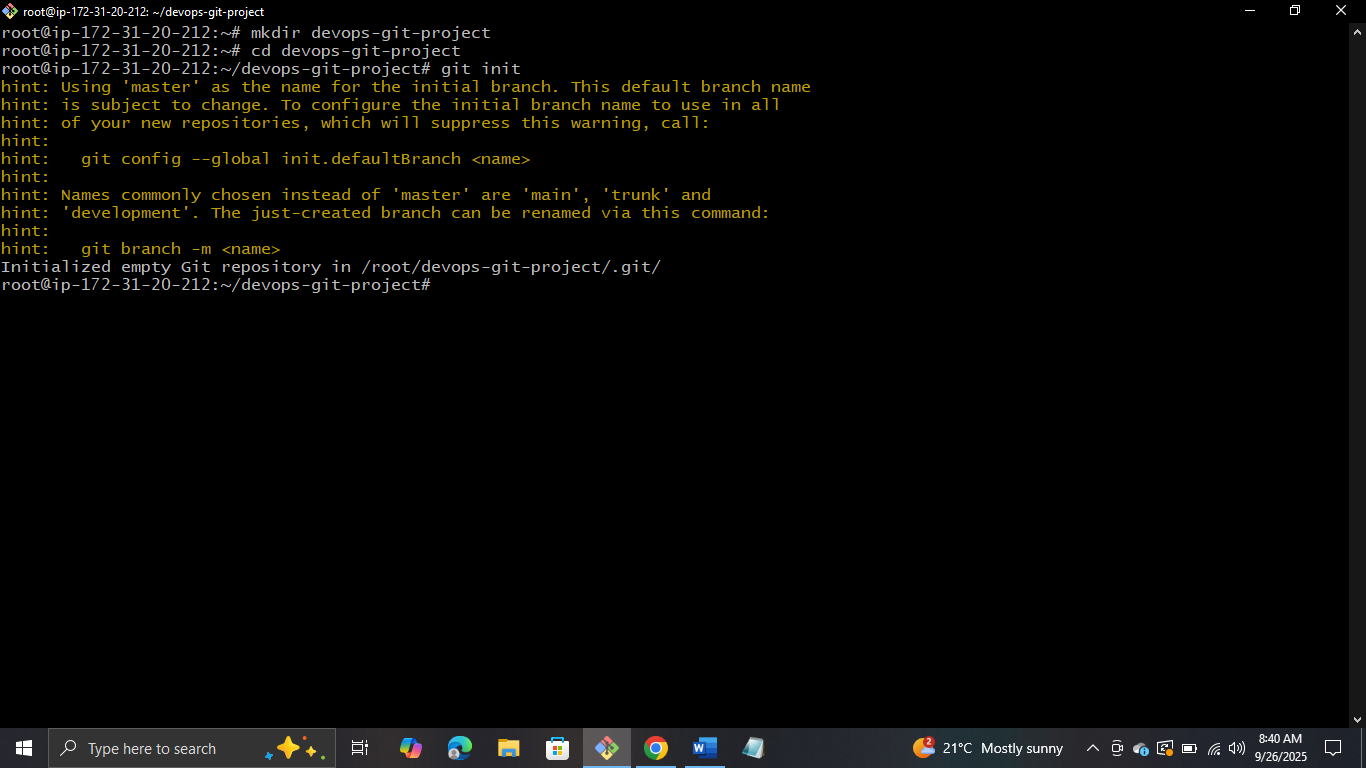 root@ip-172-31-20-212: ~/devops-git-project
root@ip-172-31-20-212:~# mkdir devops-git-project
root@ip-172-31-20-212:~# cd devops-git-project
root@ip-172-31-20-212:~/devops-git-project# git init
hint: Using 'master' as the name for the initial branch. This default branch name
hint: is subject to change. To configure the initial branch name to use in all
hint: of your new repositories, which will suppress this warning, call:
hint:
hint:   git config --global init.defaultBranch <name>
hint:
hint: Names commonly chosen instead of 'master' are 'main', 'trunk' and
hint: 'development'. The just-created branch can be renamed via this command:
hint:
hint:   git branch -m <name>
Initialized empty Git repository in /root/devops-git-project/.git/
root@ip-172-31-20-212:~/devops-git-project#
Type here to search
2
21°C Mostly sunny
8:40 AM
9/26/2025